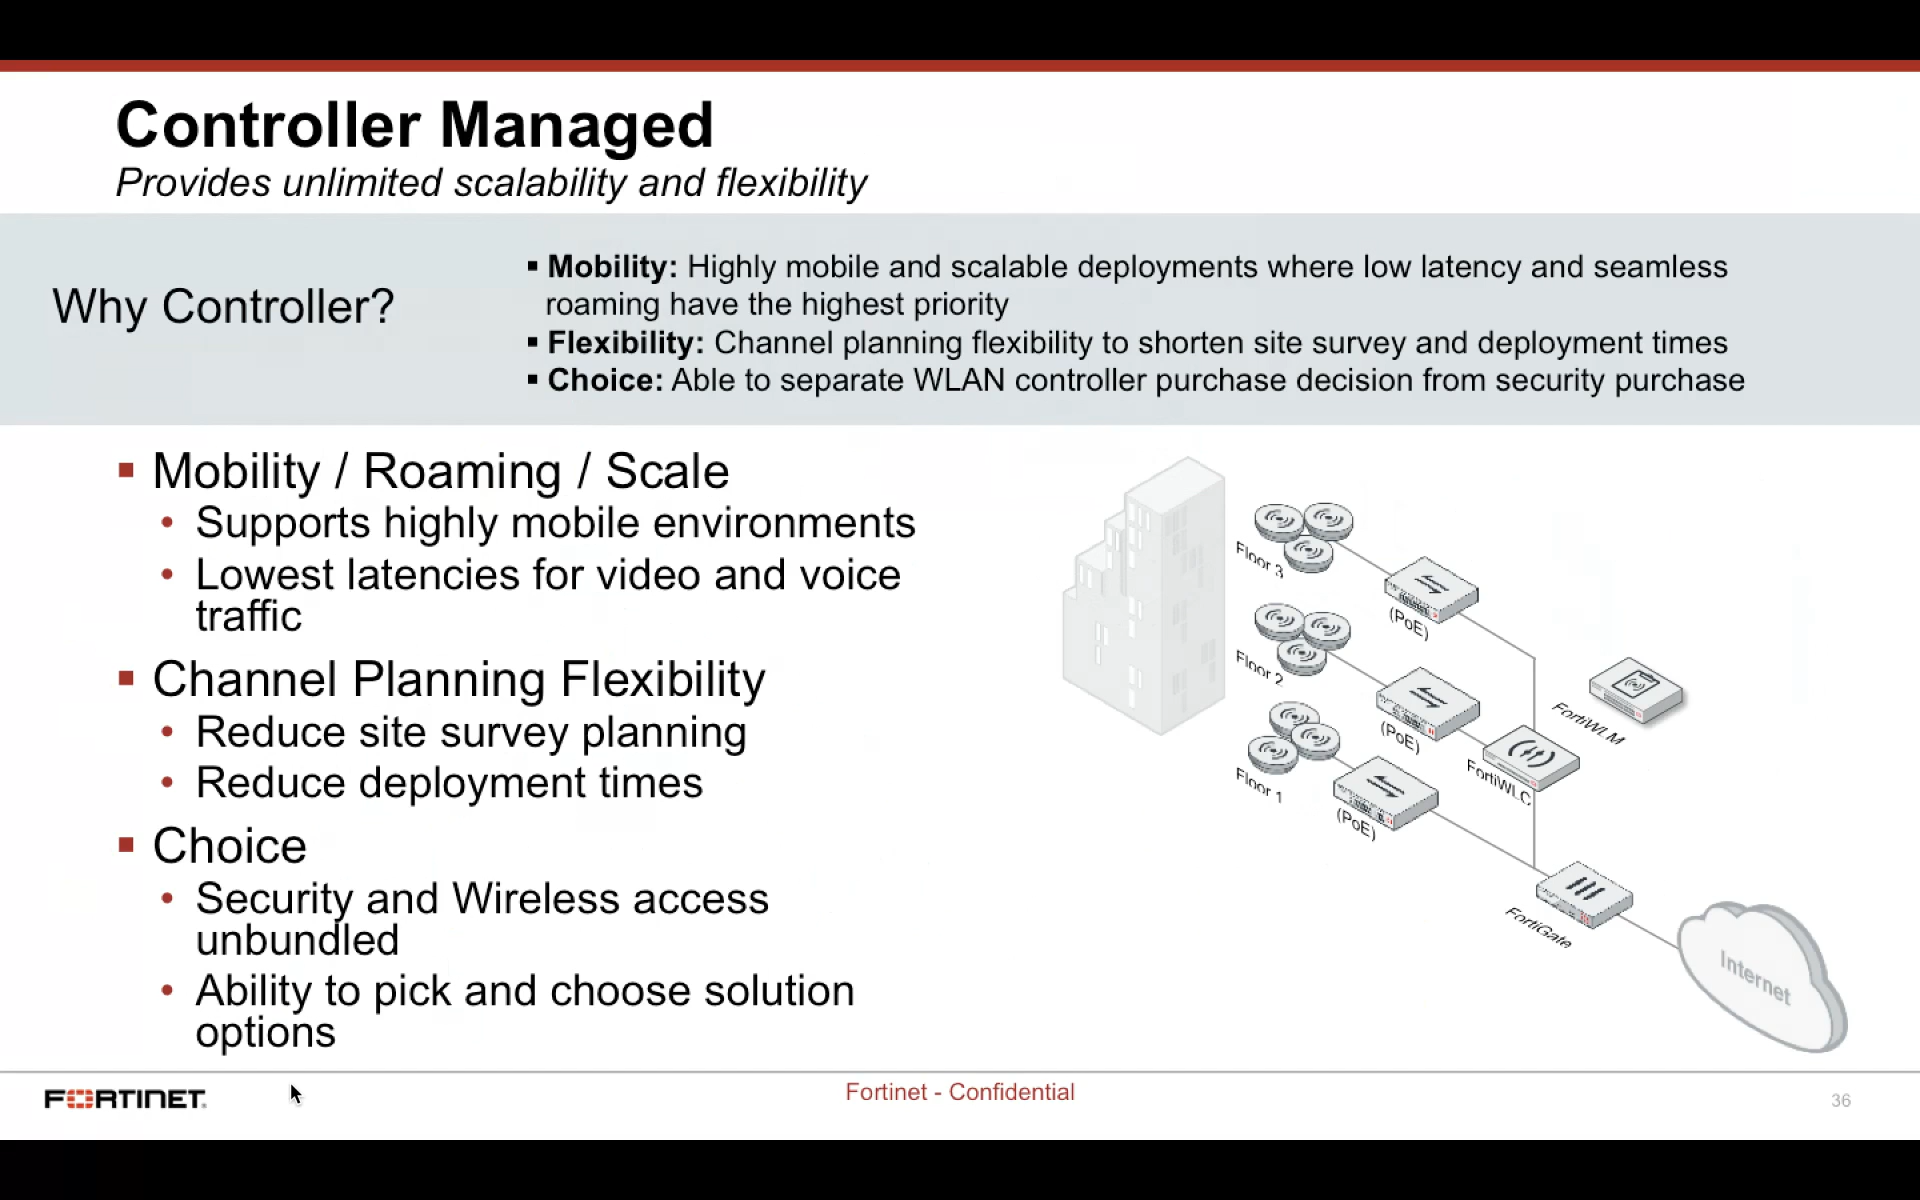 Controller Managed
Provides unlimited scalability and flexibility
Why Controller?
▪ Mobility: Highly mobile and scalable deployments where low latency and seamless
roaming have the highest priority
▪ Flexibility: Channel planning flexibility to shorten site survey and deployment times
▪ Choice: Able to separate WLAN controller purchase decision from security purchase
▪ Mobility / Roaming / Scale
• Supports highly mobile environments
• Lowest latencies for video and voice
traffic
▪ Channel Planning Flexibility
• Reduce site survey planning
• Reduce deployment times
▪ Choice
• Security and Wireless access
unbundled
• Ability to pick and choose solution
options
Floor 3
(PoE)
Floor 2
(PoE)
FortiWLM
FortiWLC
Floor 1
(PoE)
FortiGate
Internet
FORTINET
Fortinet - Confidential
36